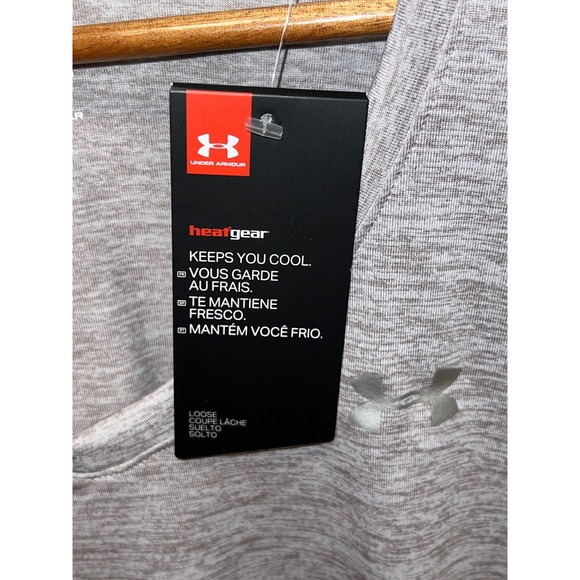 UNDER ARMOUR
heatgear
KEEPS YOU COOL.
FR VOUS GARDE
AU FRAIS.
TE MANTIENE
FRESCO.
MANTÉM VOCÊ FRIO.
LOOSE
COUPE LÂCHE
SUELTO
SOLTO